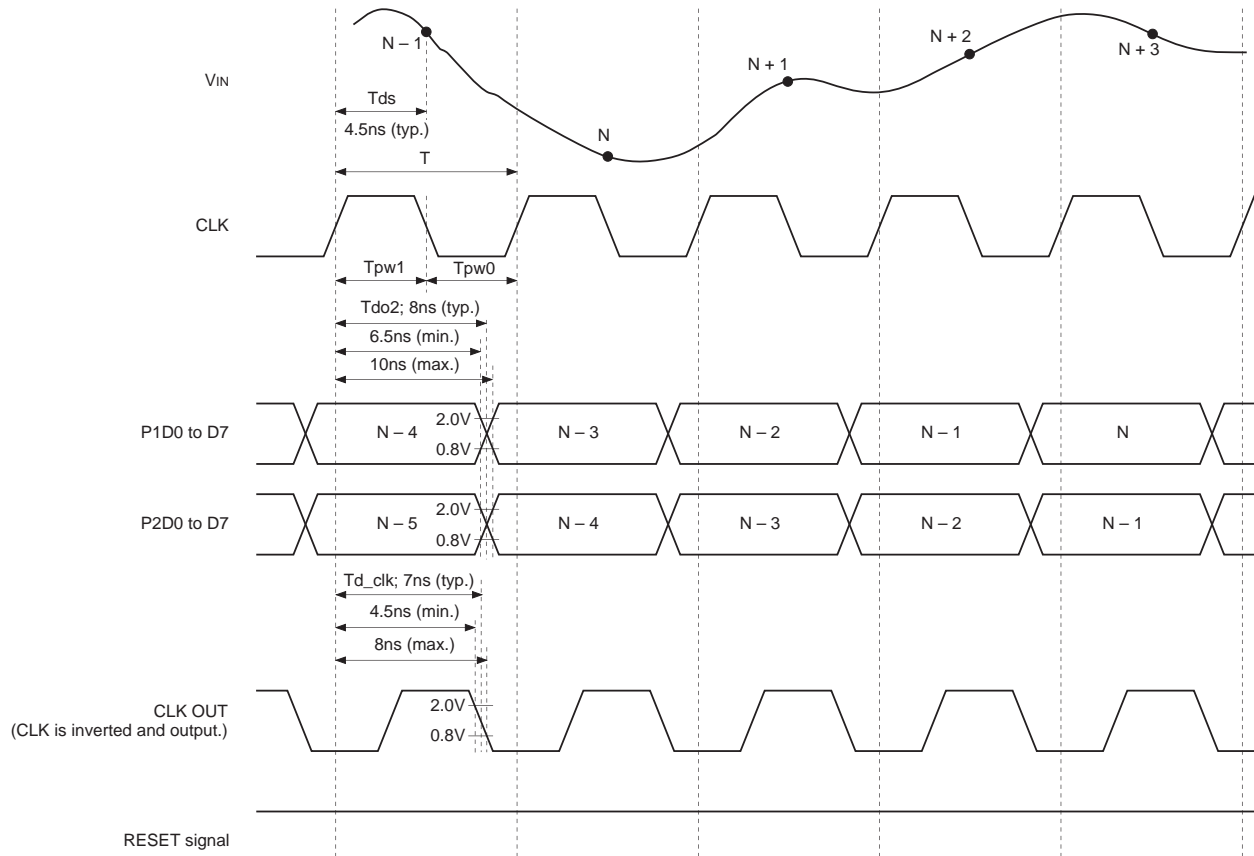 N – 1
N + 2
N + 3
N + 1
VIN
Tds
4.5ns (typ.)
N
T
CLK
Tpw1
Tpw0
Tdo2; 8ns (typ.)
6.5ns (min.)
10ns (max.)
P1D0 to D7
N – 4
2.0V
0.8V
N – 3
N – 2
N – 1
N
P2D0 to D7
N – 5
2.0V
0.8V
N – 4
N – 3
N – 2
N – 1
Td_clk; 7ns (typ.)
4.5ns (min.)
8ns (max.)
CLK OUT
(CLK is inverted and output.)
2.0V
0.8V
RESET signal